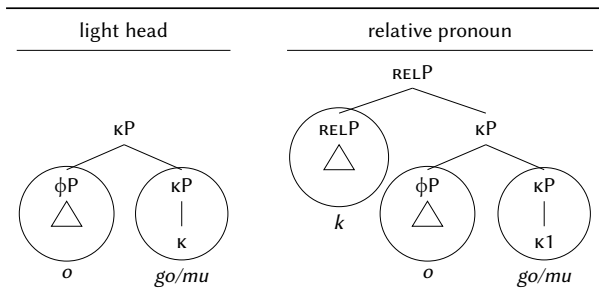 light head relative pronoun
RELP
κP RELP κP
ϕP κP ϕP κP
κ k κ1
o go/mu o go/mu